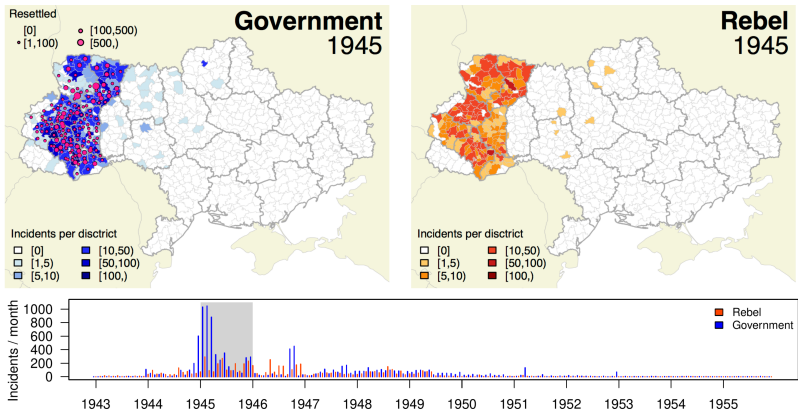 Government
1945
Resettled
[0]
[1,100)
[100,500)
[500,)
Incidents per disctrict
[0]
[1,5)
[5,10)
[10,50)
[50,100)
[100,)
Rebel
1945
Incidents per disctrict
[0]
[1,5)
[5,10)
[10,50)
[50,100)
[100,)
Incidents / month
1000
800
600
400
200
0
Rebel
Government
1943 1944 1945 1946 1947 1948 1949 1950 1951 1952 1953 1954 1955